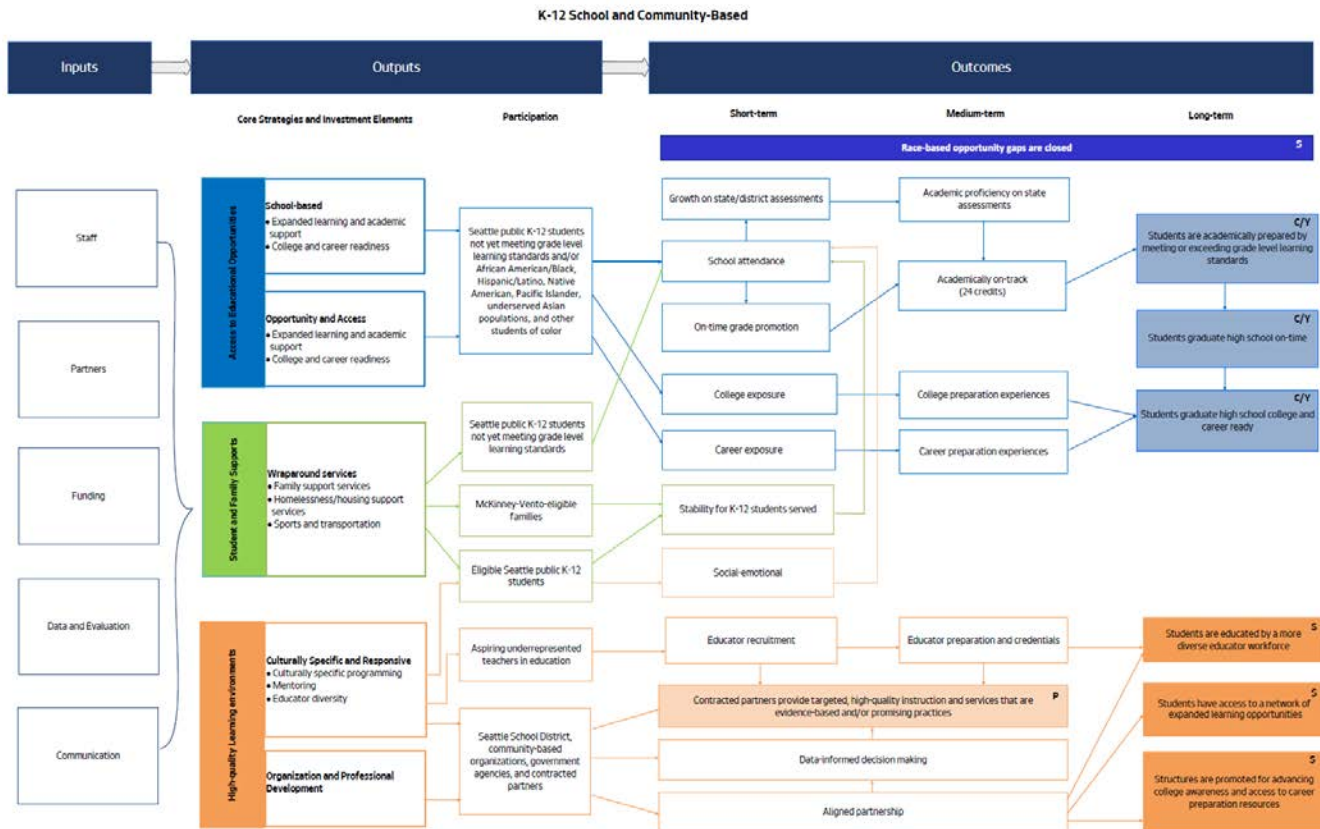 K-12 School and Community-Based
Inputs
Outputs
Outcomes
Core Strategies and Investment Elements
Participation
Short-term
Medium-term
Long-term
Race-based opportunity gaps are closed
S
Staff
Partners
Funding
Data and Evaluation
Communication
Access to Educational Opportunities
School-based
• Expanded learning and academic
support
• College and career readiness
Opportunity and Access
• Expanded learning and academic
support
• College and career readiness
Seattle public K-12 students
not yet meeting grade level
learning standards and/or
African American/Black,
Hispanic/Latino, Native
American, Pacific Islander,
underserved Asian
populations, and other
students of color
Growth on state/district assessments
School attendance
On-time grade promotion
College exposure
Career exposure
Academic proficiency on state
assessments
Academically on-track
(24 credits)
College preparation experiences
Career preparation experiences
C/Y
Students are academically prepared by
meeting or exceeding grade level learning
standards
C/Y
Students graduate high school on-time
C/Y
Students graduate high school college and
career ready
Student and Family Supports
Wraparound services
• Family support services
• Homelessness/housing support
services
• Sports and transportation
Seattle public K-12 students
not yet meeting grade level
learning standards
McKinney-Vento-eligible
families
Eligible Seattle public K-12
students
Stability for K-12 students served
Social-emotional
High-quality Learning environments
Culturally Specific and Responsive
• Culturally specific programming
• Mentoring
• Educator diversity
Organization and Professional
Development
Aspiring underrepresented
teachers in education
Seattle School District,
community-based
organizations, government
agencies, and contracted
partners
Educator recruitment
Educator preparation and credentials
P
Contracted partners provide targeted, high-quality instruction and services that are
evidence-based and/or promising practices
Data-informed decision making
Aligned partnership
S
Students are educated by a more
diverse educator workforce
S
Students have access to a network of
expanded learning opportunities
S
Structures are promoted for advancing
college awareness and access to career
preparation resources